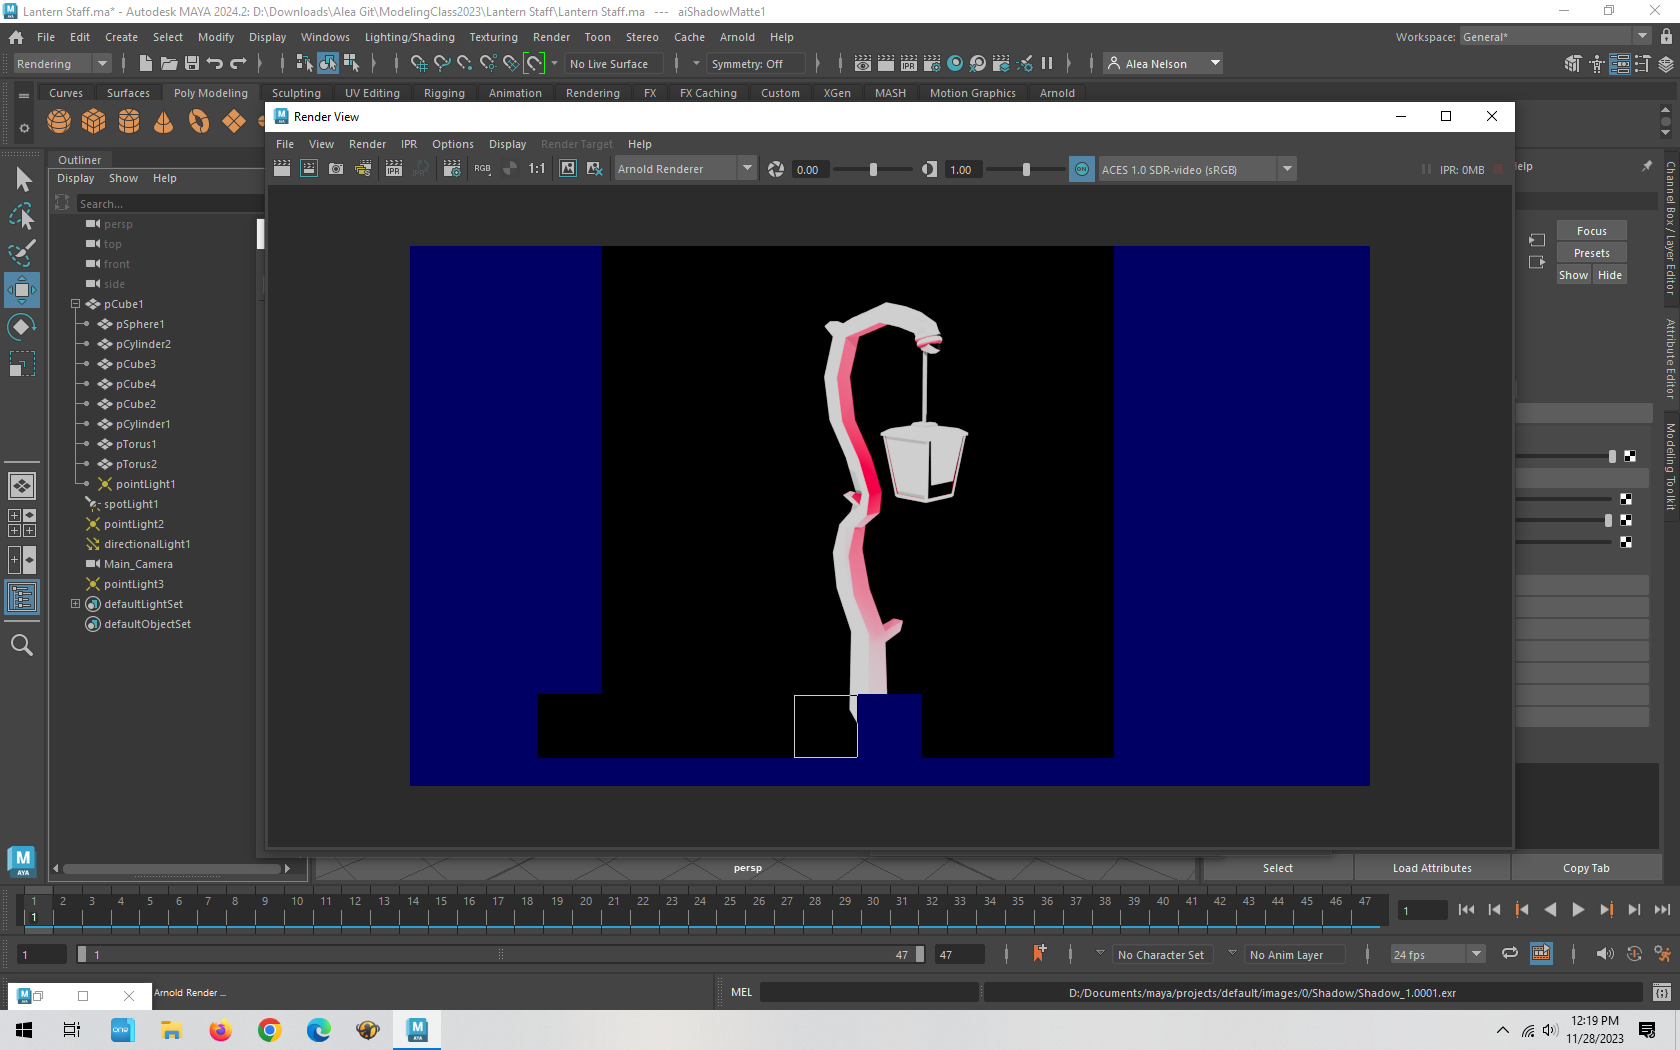 Lantern Staff.ma* - Autodesk MAYA 2024.2: D:\Downloads\Alea Git\ModelingClass2023\Lantern Staff\Lantern Staff.ma --- aiShadowMatte1
File Edit Create Select Modify Display Windows Lighting/Shading Texturing Render Toon Stereo Cache Arnold Help Workspace: General*
Rendering No Live Surface Symmetry: Off Alea Nelson
Curves Surfaces Poly Modeling Sculpting UV Editing Rigging Animation Rendering FX FX Caching Custom XGen MASH Motion Graphics Arnold
Render View
File View Render IPR Options Display Render Target Help
RGB 1:1 Arnold Renderer 0.00 1.00 ON ACES 1.0 SDR-video (sRGB) IPR: 0MB
Outliner
Display Show Help
Search...
persp
top
front
side
pCube1
pSphere1
pCylinder2
pCube3
pCube4
pCube2
pCylinder1
pTorus1
pTorus2
pointLight1
spotLight1
pointLight2
directionalLight1
Main_Camera
pointLight3
defaultLightSet
defaultObjectSet
Help
Focus
Presets
Show Hide
Channel Box / Layer Editor
Attribute Editor
Modeling Toolkit
persp
Select Load Attributes Copy Tab
1 2 3 4 5 6 7 8 9 10 11 12 13 14 15 16 17 18 19 20 21 22 23 24 25 26 27 28 29 30 31 32 33 34 35 36 37 38 39 40 41 42 43 44 45 46 47
1
1
1 1 47 47 No Character Set No Anim Layer 24 fps
Arnold Render ...
MEL
D:/Documents/maya/projects/default/images/0/Shadow/Shadow_1.0001.exr
12:19 PM
11/28/2023